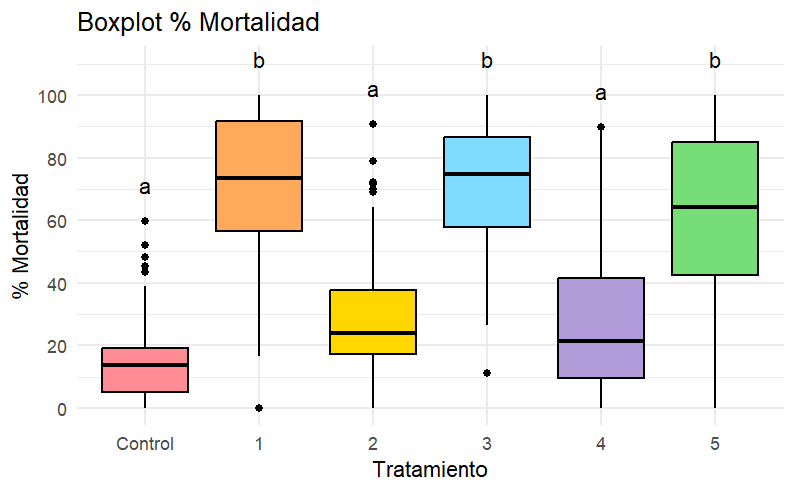 Boxplot % Mortalidad
b
b
b
a
a
a
100
80
60
40
20
0
% Mortalidad
Control
1
2
3
4
5
Tratamiento